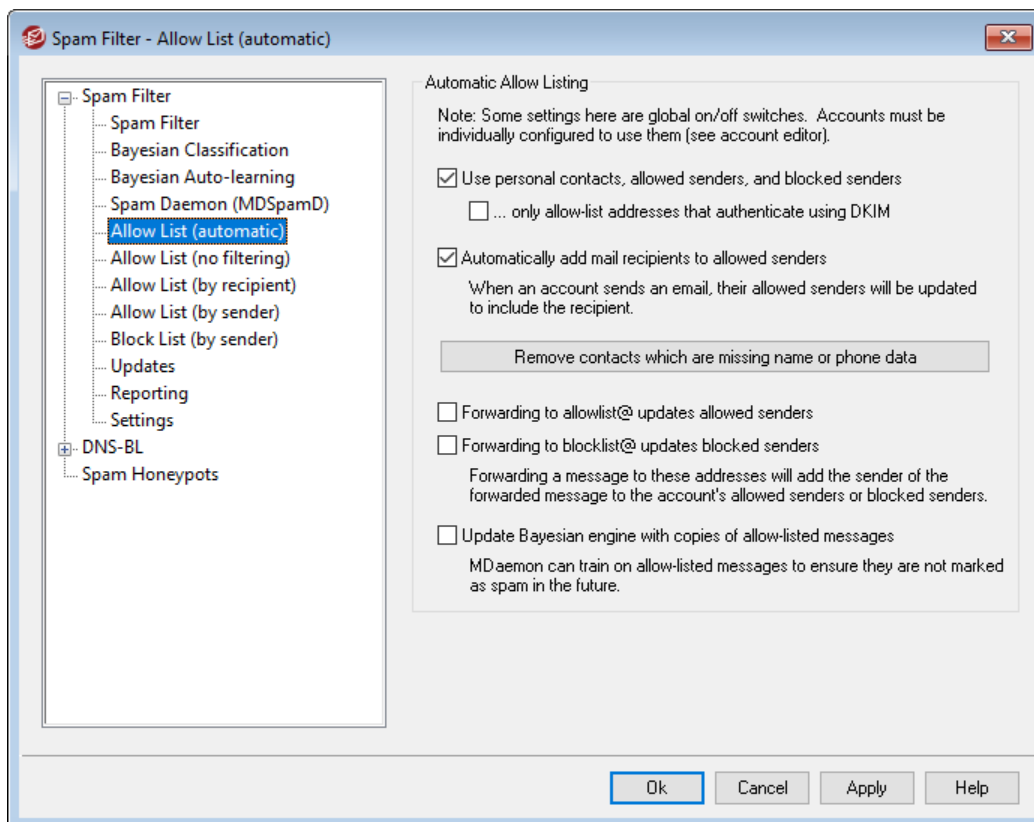 Spam Filter - Allow List (automatic)
Spam Filter
Spam Filter
Bayesian Classification
Bayesian Auto-learning
Spam Daemon (MDSpamD)
Allow List (automatic)
Allow List (no filtering)
Allow List (by recipient)
Allow List (by sender)
Block List (by sender)
Updates
Reporting
Settings
DNS-BL
Spam Honeypots
Automatic Allow Listing
Note: Some settings here are global on/off switches. Accounts must be
individually configured to use them (see account editor).
Use personal contacts, allowed senders, and blocked senders
... only allow-list addresses that authenticate using DKIM
Automatically add mail recipients to allowed senders
When an account sends an email, their allowed senders will be updated
to include the recipient.
Remove contacts which are missing name or phone data
Forwarding to allowlist@ updates allowed senders
Forwarding to blocklist@ updates blocked senders
Forwarding a message to these addresses will add the sender of the
forwarded message to the account's allowed senders or blocked senders.
Update Bayesian engine with copies of allow-listed messages
MDaemon can train on allow-listed messages to ensure they are not marked
as spam in the future.
Ok
Cancel
Apply
Help